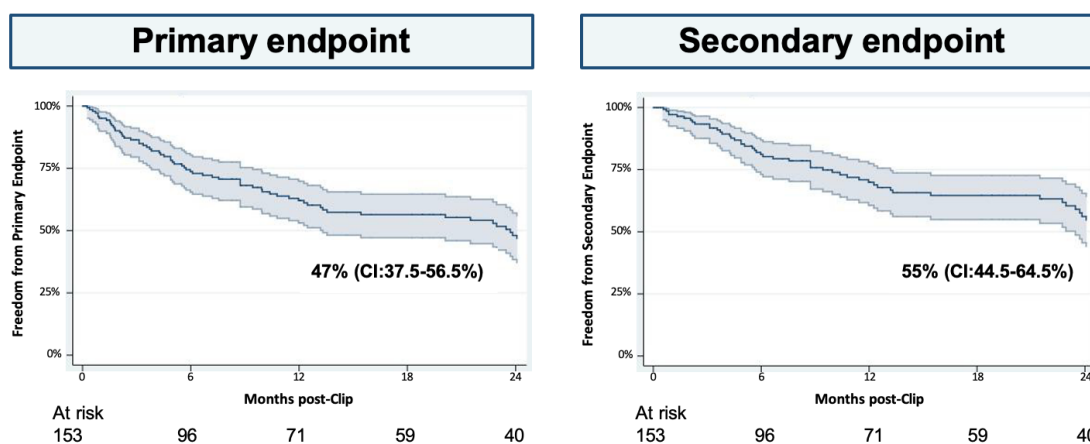 Primary endpoint
100%
75%
50%
25%
0%
Freedom from Primary Endpoint
47% (CI:37.5-56.5%)
0 6 12 18 24
Months post-Clip
At risk
153 96 71 59 40
Secondary endpoint
100%
75%
50%
25%
0%
Freedom from Secondary Endpoint
55% (CI:44.5-64.5%)
0 6 12 18 24
Months post-Clip
At risk
153 96 71 59 40